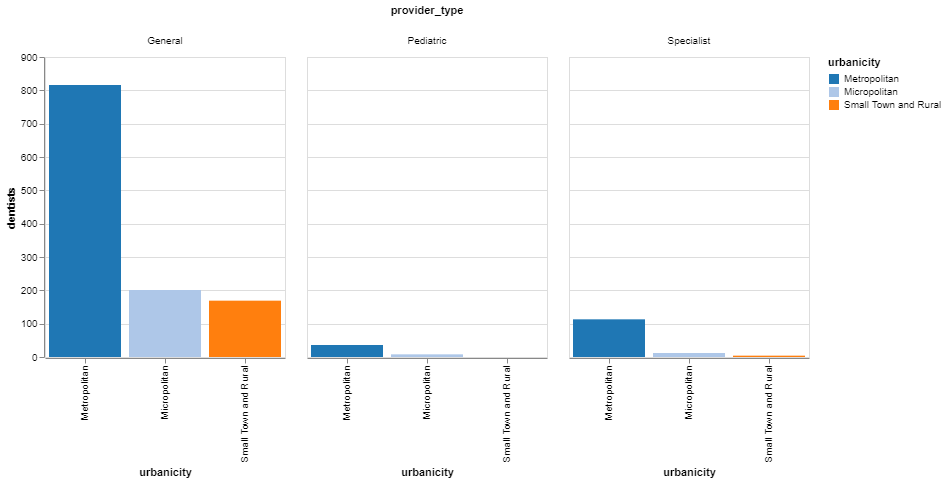 provider_type
General
Pediatric
Specialist
dentists
900
800
700
600
500
400
300
200
100
0
Metropolitan
Micropolitan
Small Town and Rural
urbanicity
Metropolitan
Micropolitan
Small Town and Rural
urbanicity
Metropolitan
Micropolitan
Small Town and Rural
urbanicity
urbanicity
Metropolitan
Micropolitan
Small Town and Rural